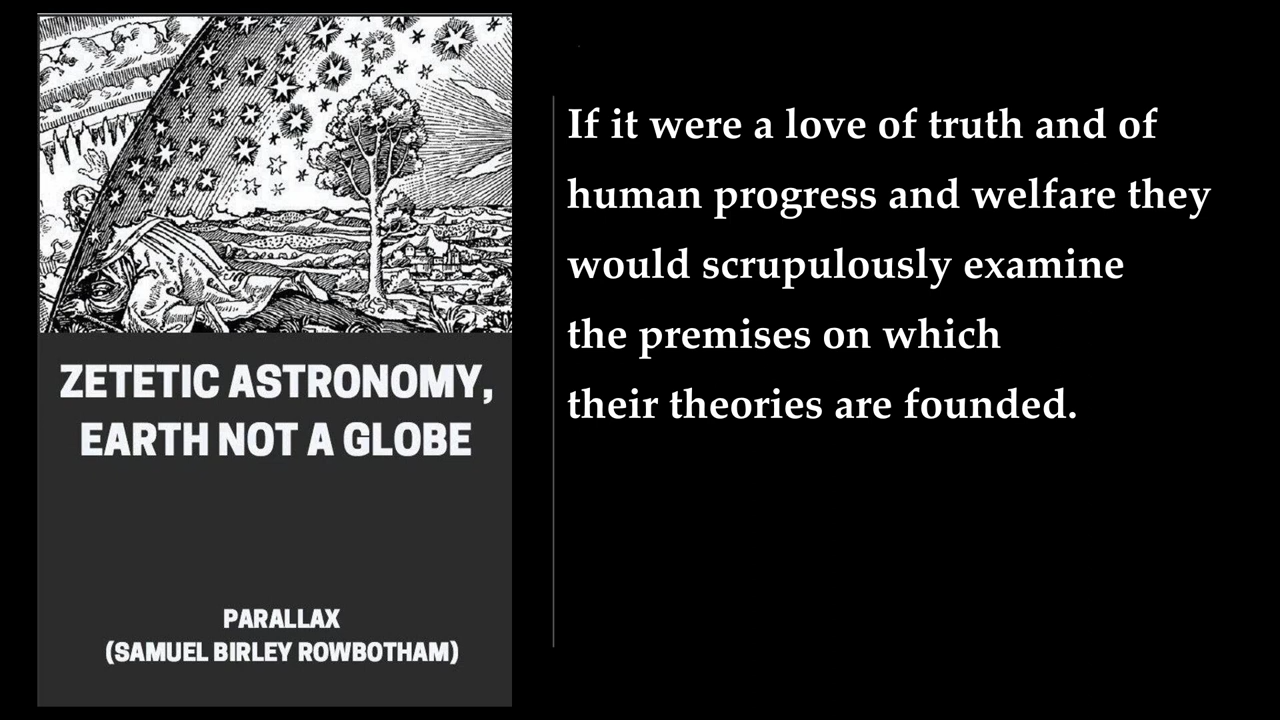 ZETETIC ASTRONOMY,
EARTH NOT A GLOBE
PARALLAX
(SAMUEL BIRLEY ROWBOTHAM)
If it were a love of truth and of
human progress and welfare they
would scrupulously examine
the premises on which
their theories are founded.